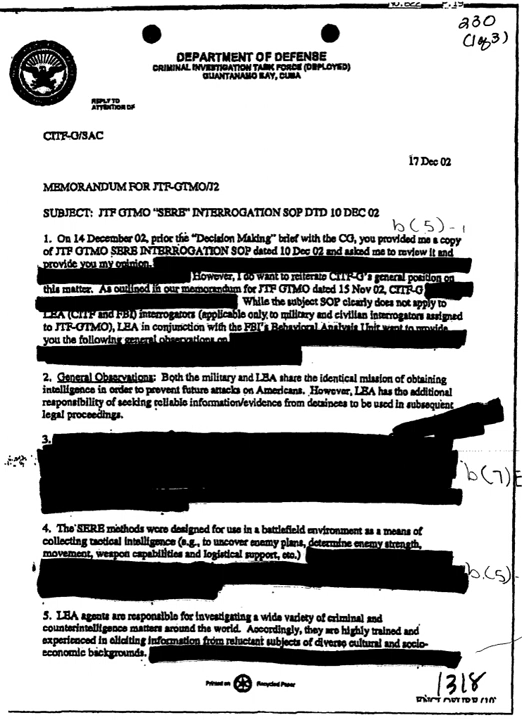 230
(1 of 3)
DEPARTMENT OF DEFENSE
CRIMINAL INVESTIGATION TASK FORCE (DEPLOYED)
GUANTANAMO BAY, CUBA
REPLY TO
ATTENTION OF
CITF-G/SAC
17 Dec 02
MEMORANDUM FOR JTF-GTMO/J2
SUBJECT: JTF GTMO "SERE" INTERROGATION SOP DTD 10 DEC 02
b(5)-1
1. On 14 December 02, prior the "Decision Making" brief with the CG, you provided me a copy
of JTF GTMO SERE INTERROGATION SOP dated 10 Dec 02 and asked me to review it and
provide you my opinion.
However, I do want to reiterate CITF-G's general position on
this matter. As outlined in our memorandum for JTF GTMO dated 15 Nov 02, CITF-G
While the subject SOP clearly does not apply to
LEA (CITF and FBI) interrogators (applicable only to military and civilian interrogators assigned
to JTF-GTMO), LEA in conjunction with the FBI's Behavioral Analysis Unit want to provide
you the following general observations on
2. General Observations: Both the military and LEA share the identical mission of obtaining
intelligence in order to prevent future attacks on Americans. However, LEA has the additional
responsibility of seeking reliable information/evidence from detainees to be used in subsequent
legal proceedings.
3.
b(7)E
4. The SERE methods were designed for use in a battlefield environment as a means of
collecting tactical intelligence (e.g., to uncover enemy plans, determine enemy strength,
movement, weapon capabilities and logistical support, etc.)
b(5)-
5. LEA agents are responsible for investigating a wide variety of criminal and
counterintelligence matters around the world. Accordingly, they are highly trained and
experienced in eliciting information from reluctant subjects of diverse cultural and socio-
economic backgrounds.
Printed on Recycled Paper
1318